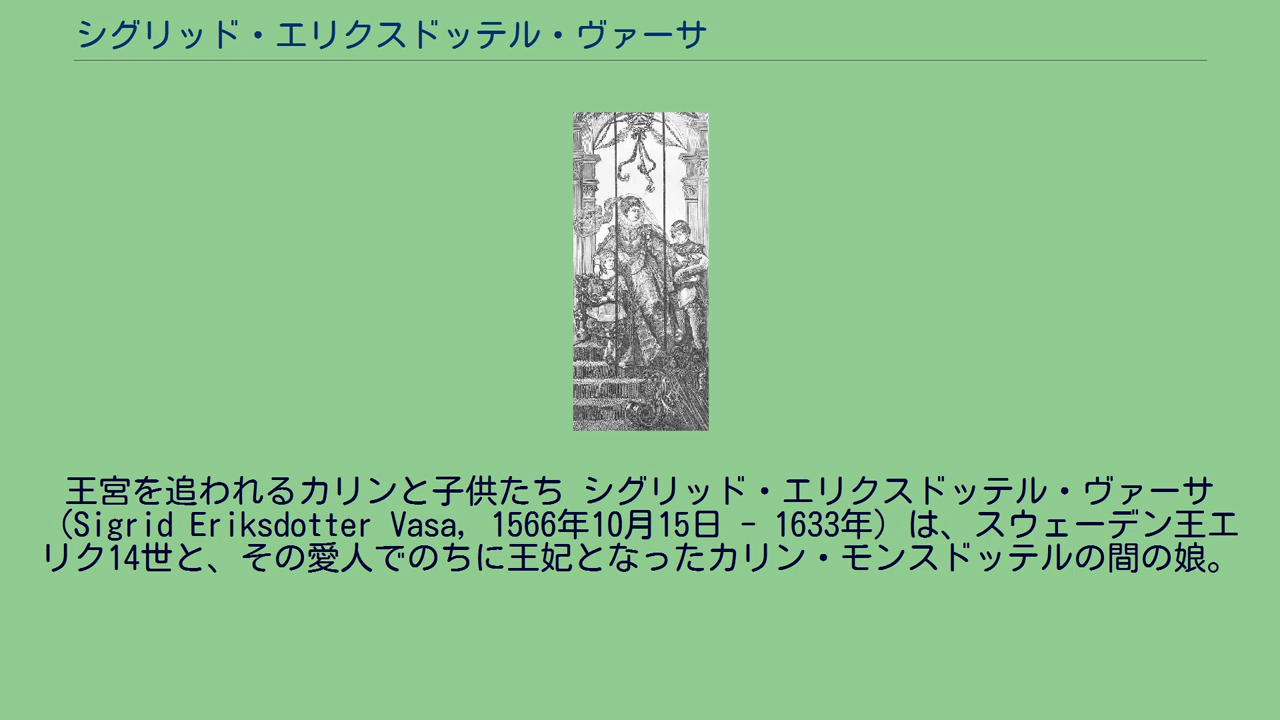 シグリッド・エリクスドッテル・ヴァーサ
王宮を追われるカリンと子供たち シグリッド・エリクスドッテル・ヴァーサ
（Sigrid Eriksdotter Vasa, 1566年10月15日 - 1633年）は、スウェーデン王エ
リク14世と、その愛人でのちに王妃となったカリン・モンスドッテルの間の娘。